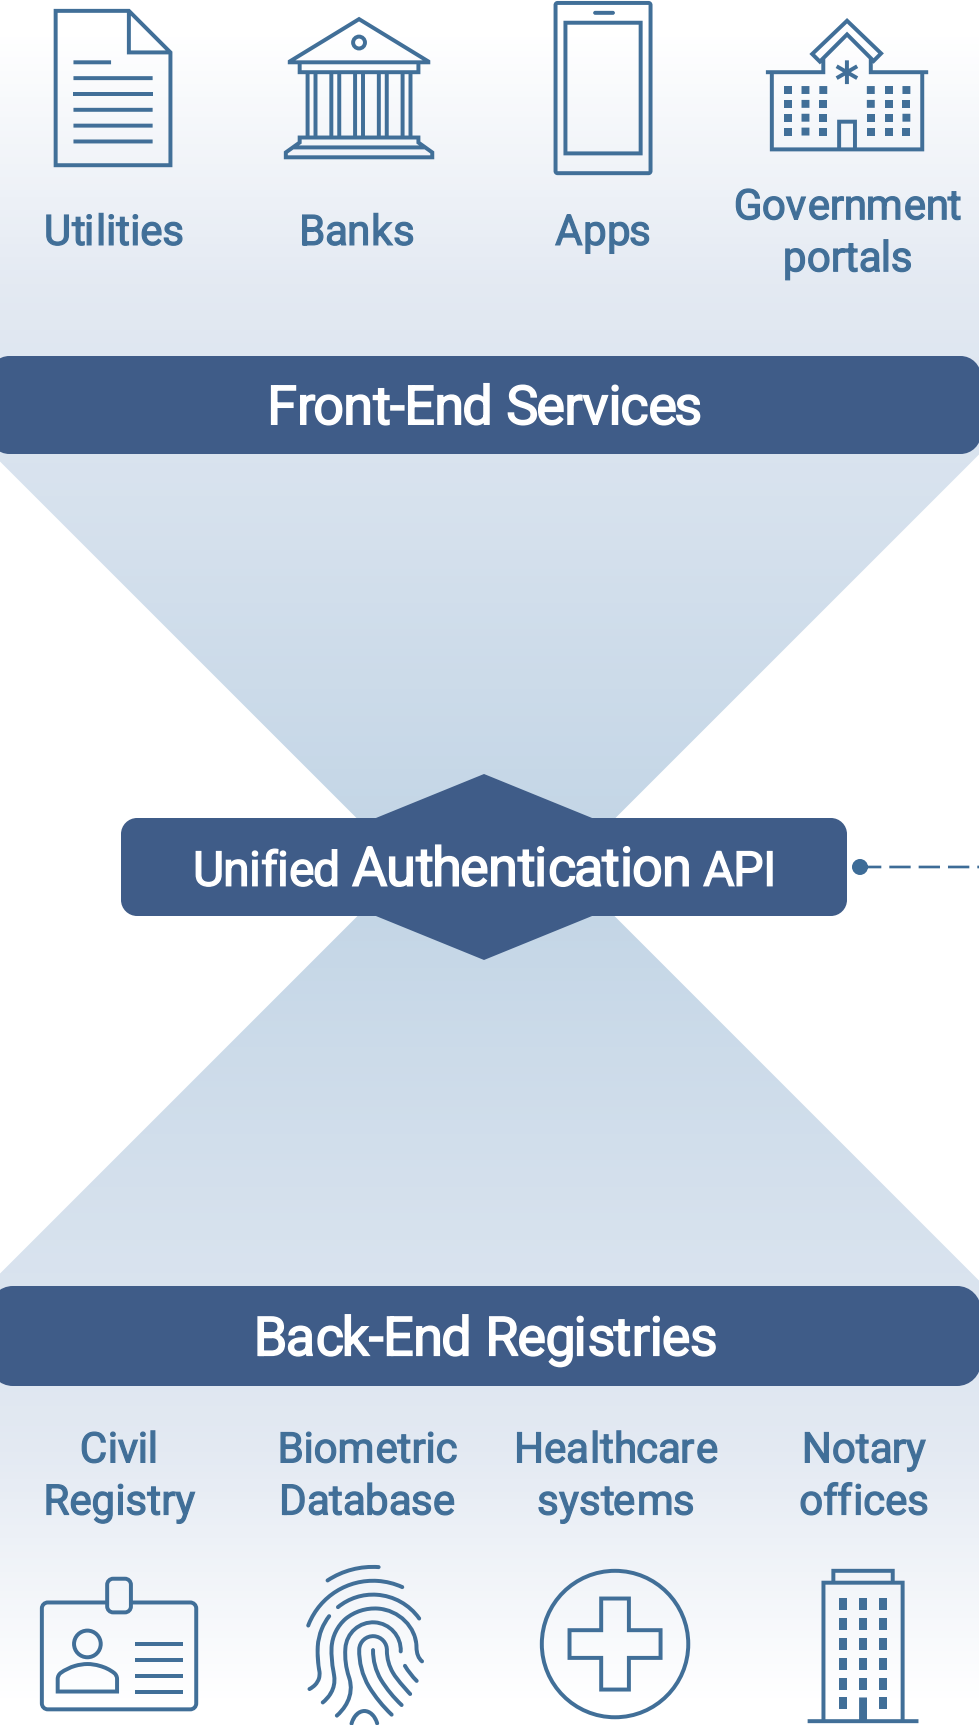 Utilities
Banks
Apps
Government
portals
Front-End Services
Unified Authentication API
Back-End Registries
Civil
Registry
Biometric
Database
Healthcare
systems
Notary
offices